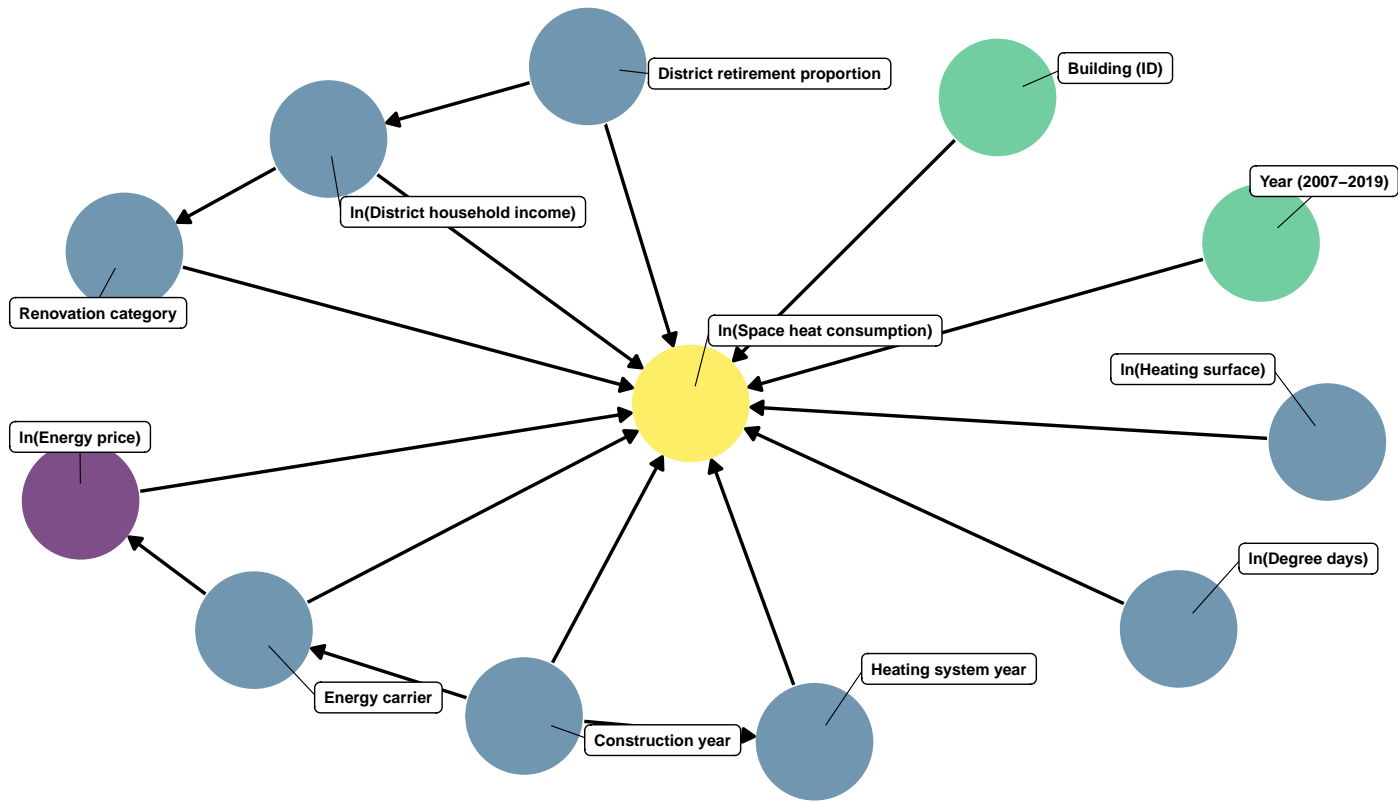 District retirement proportion
Building (ID)
Year (2007–2019)
ln(District household income)
Renovation category
ln(Space heat consumption)
ln(Heating surface)
ln(Energy price)
ln(Degree days)
Heating system year
Energy carrier
Construction year